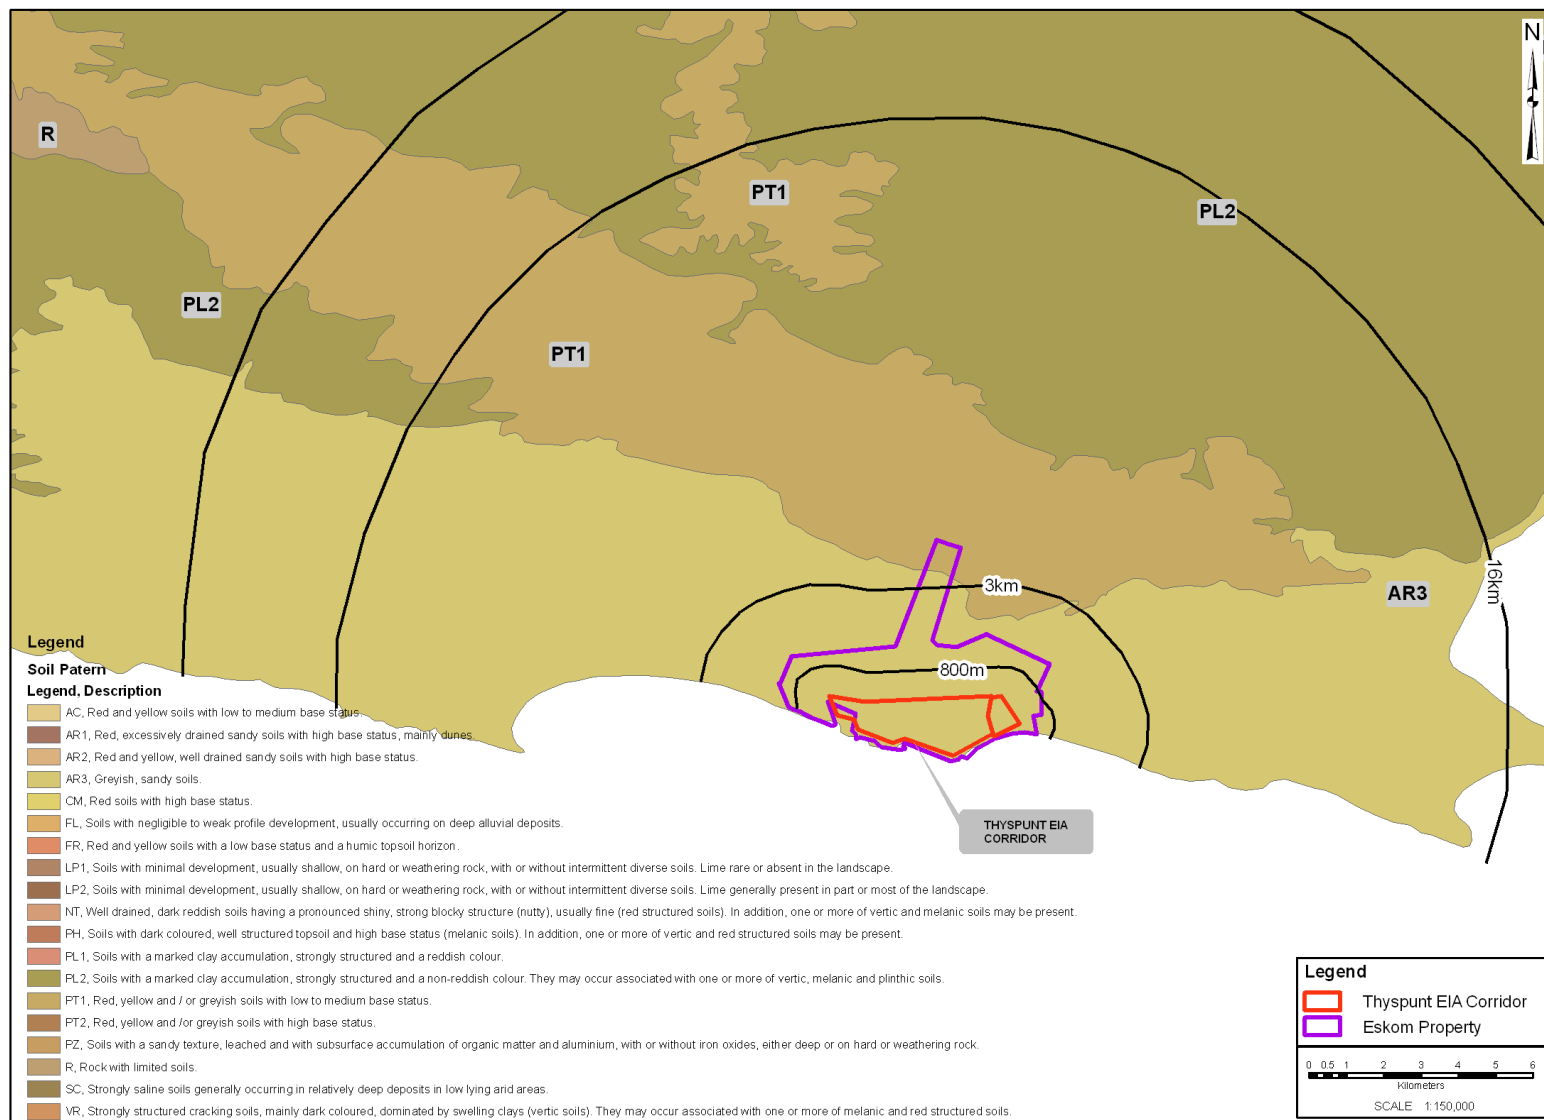 N
R
PT1
PL2
PL2
PT1
3km
16km
AR3
800m
THYSPUNT EIA
CORRIDOR
Legend
Soil Patern
Legend, Description
AC, Red and yellow soils with low to medium base status.
AR1, Red, excessively drained sandy soils with high base status, mainly dunes.
AR2, Red and yellow, well drained sandy soils with high base status.
AR3, Greyish, sandy soils.
CM, Red soils with high base status.
FL, Soils with negligible to weak profile development, usually occurring on deep alluvial deposits.
FR, Red and yellow soils with a low base status and a humic topsoil horizon.
LP1, Soils with minimal development, usually shallow, on hard or weathering rock, with or without intermittent diverse soils. Lime rare or absent in the landscape.
LP2, Soils with minimal development, usually shallow, on hard or weathering rock, with or without intermittent diverse soils. Lime generally present in part or most of the landscape.
NT, Well drained, dark reddish soils having a pronounced shiny, strong blocky structure (nutty), usually fine (red structured soils). In addition, one or more of vertic and melanic soils may be present.
PH, Soils with dark coloured, well structured topsoil and high base status (melanic soils). In addition, one or more of vertic and red structured soils may be present.
PL1, Soils with a marked clay accumulation, strongly structured and a reddish colour.
PL2, Soils with a marked clay accumulation, strongly structured and a non-reddish colour. They may occur associated with one or more of vertic, melanic and plinthic soils.
PT1, Red, yellow and / or greyish soils with low to medium base status.
PT2, Red, yellow and /or greyish soils with high base status.
PZ, Soils with a sandy texture, leached and with subsurface accumulation of organic matter and aluminium, with or without iron oxides, either deep or on hard or weathering rock.
R, Rock with limited soils.
SC, Strongly saline soils generally occurring in relatively deep deposits in low lying arid areas.
VR, Strongly structured cracking soils, mainly dark coloured, dominated by swelling clays (vertic soils). They may occur associated with one or more of melanic and red structured soils.
Legend
Thyspunt EIA Corridor
Eskom Property
0 0.5 1 2 3 4 5 6
Kilometers
SCALE 1:150,000